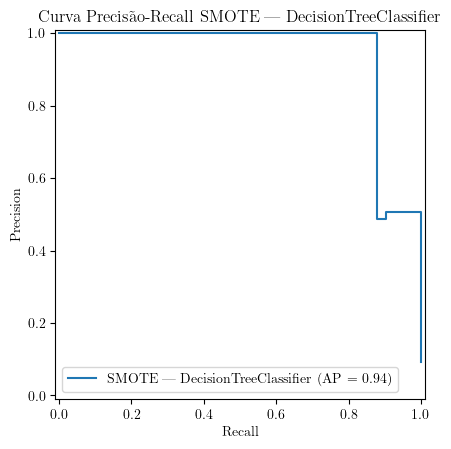 Curva Precisão-Recall SMOTE — DecisionTreeClassifier
1.0
0.8
0.6
0.4
0.2
0.0
Precision
SMOTE — DecisionTreeClassifier (AP = 0.94)
0.0 0.2 0.4 0.6 0.8 1.0
Recall